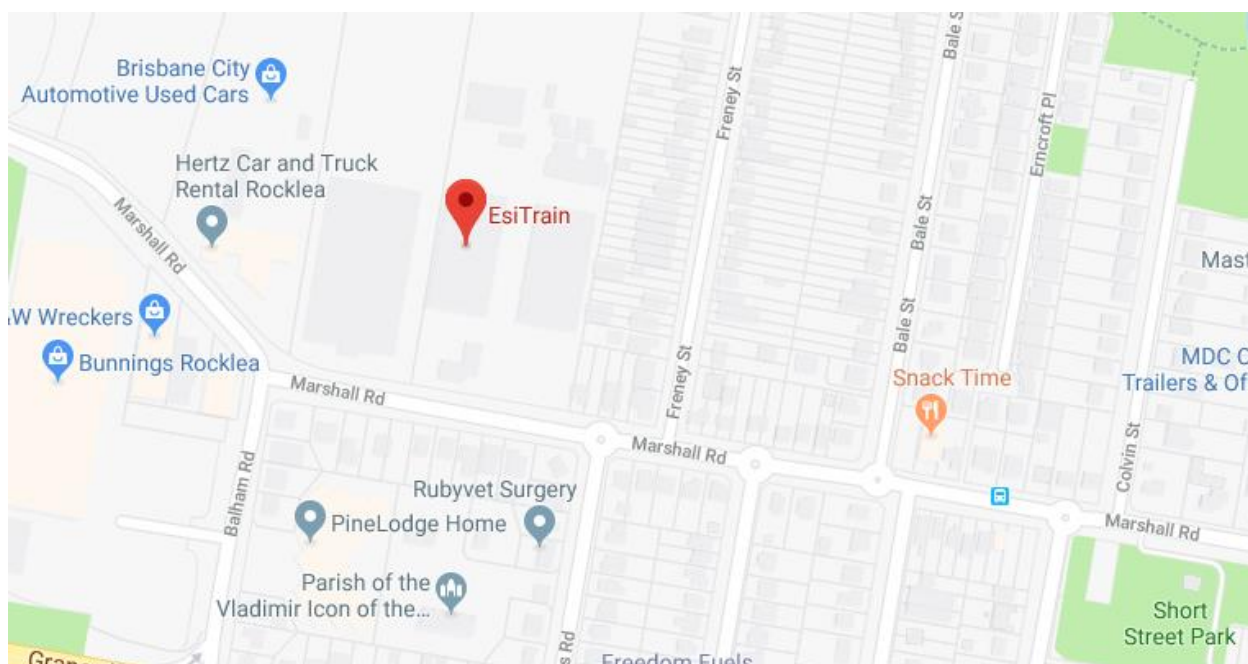 Brisbane City
Automotive Used Cars
Hertz Car and Truck
Rental Rocklea
EsiTrain
Freney St
Bale S
Erncroft Pl
Marshall Rd
Bale St
Mast
W Wreckers
Bunnings Rocklea
Marshall Rd
Freney St
Bale St
Snack Time
MDC C
Trailers & Of
Marshall Rd
Colvin St
Balham Rd
Rubyvet Surgery
PineLodge Home
Marshall Rd
Parish of the
Vladimir Icon of the...
s Rd
Short
Street Park
Freedom Fuels